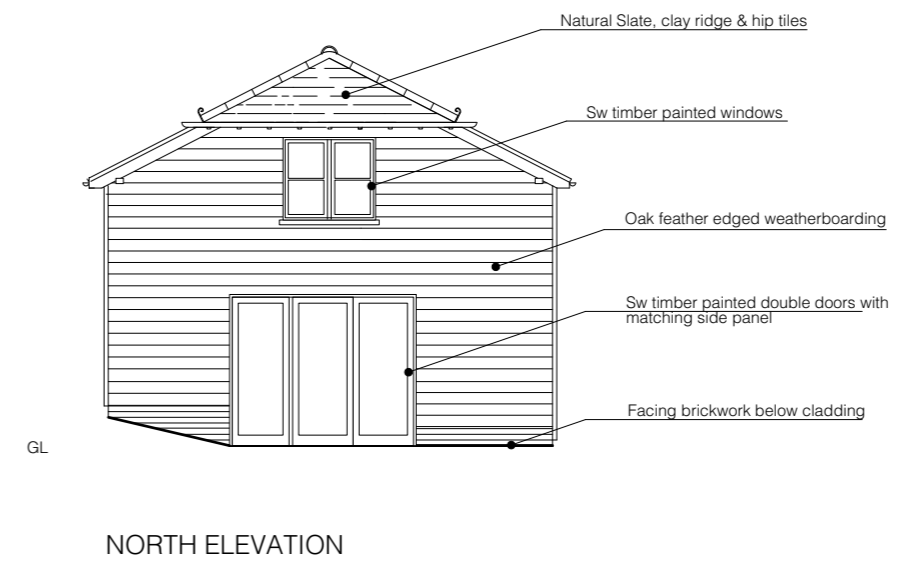 Natural Slate, clay ridge & hip tiles
Sw timber painted windows
Oak feather edged weatherboarding
Sw timber painted double doors with
matching side panel
Facing brickwork below cladding
GL
NORTH ELEVATION